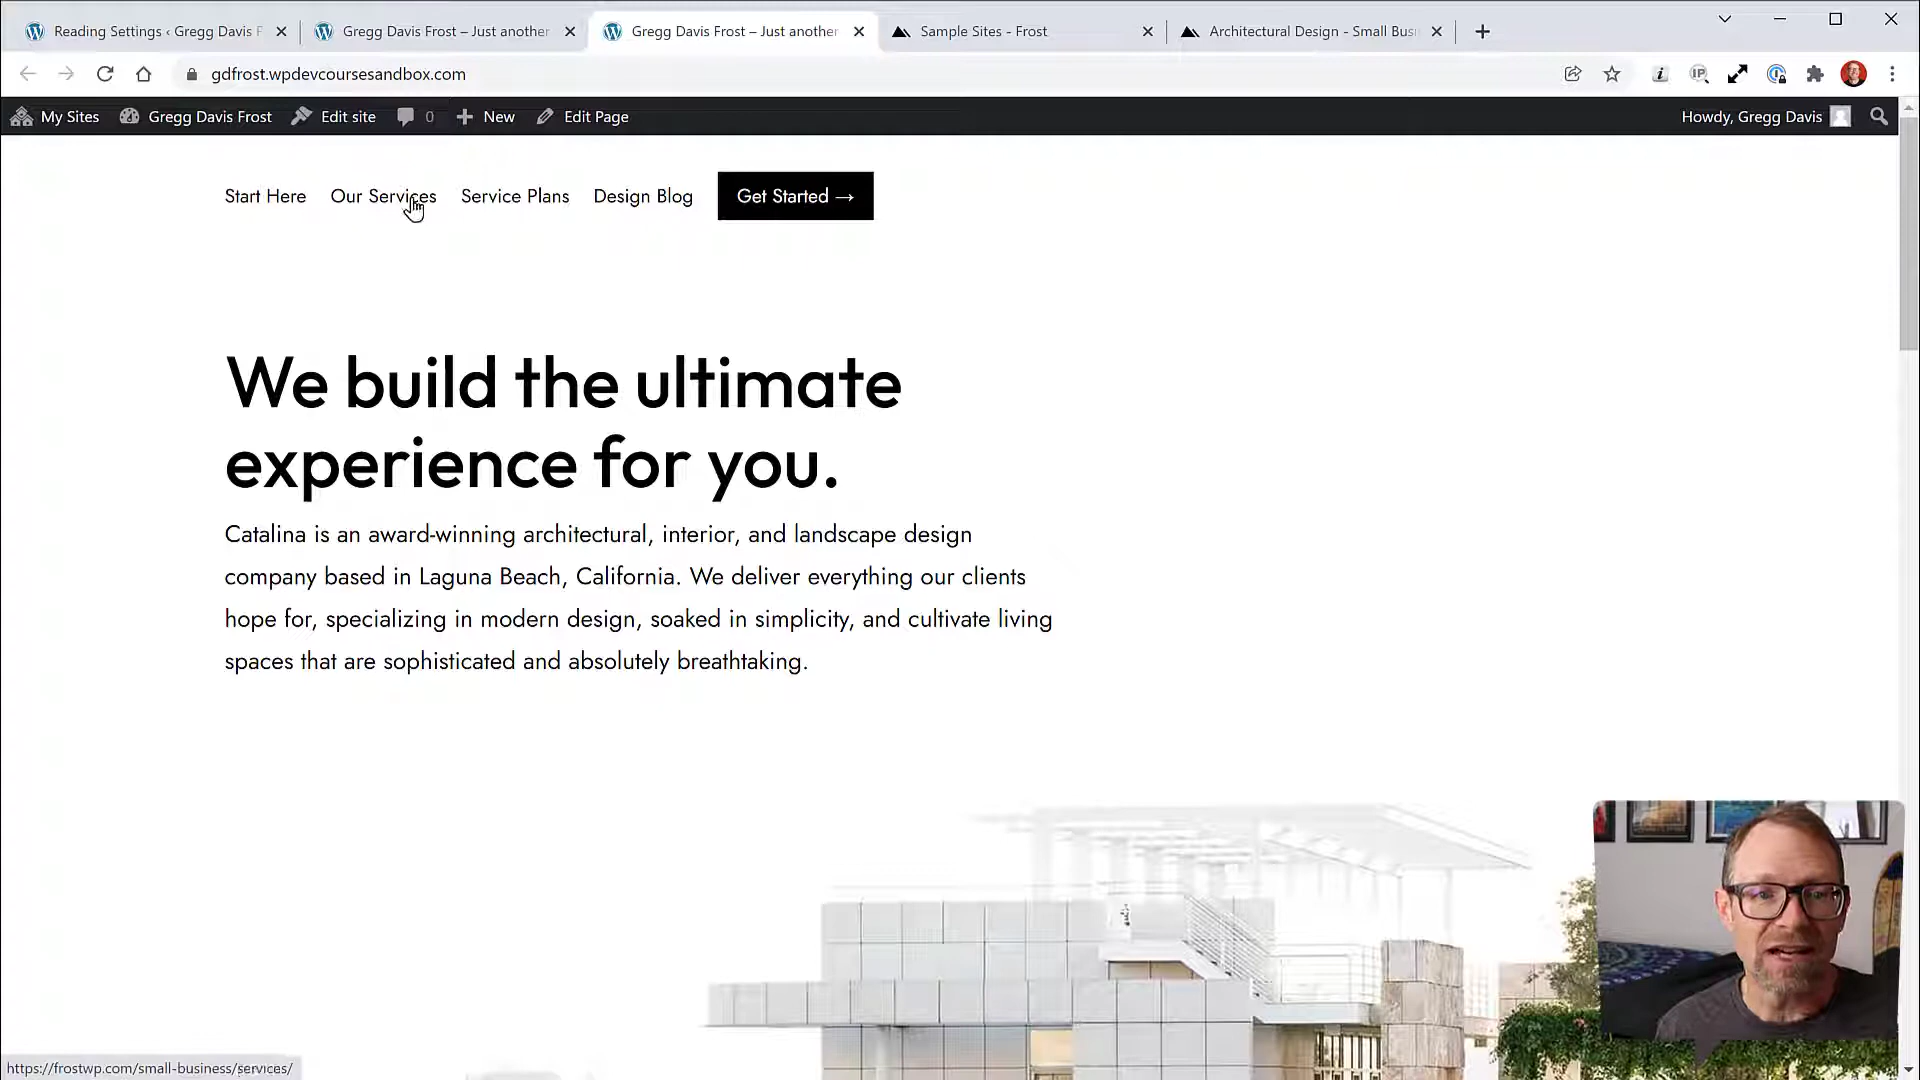 Reading Settings ‹ Gregg Davis F
Gregg Davis Frost – Just another
Gregg Davis Frost – Just another
Sample Sites - Frost
Architectural Design - Small Busi
gdfrost.wpdevcoursesandbox.com
My Sites
Gregg Davis Frost
Edit site
0
New
Edit Page
Howdy, Gregg Davis
Start Here
Our Services
Service Plans
Design Blog
Get Started →
We build the ultimate
experience for you.
Catalina is an award-winning architectural, interior, and landscape design
company based in Laguna Beach, California. We deliver everything our clients
hope for, specializing in modern design, soaked in simplicity, and cultivate living
spaces that are sophisticated and absolutely breathtaking.
https://frostwp.com/small-business/services/